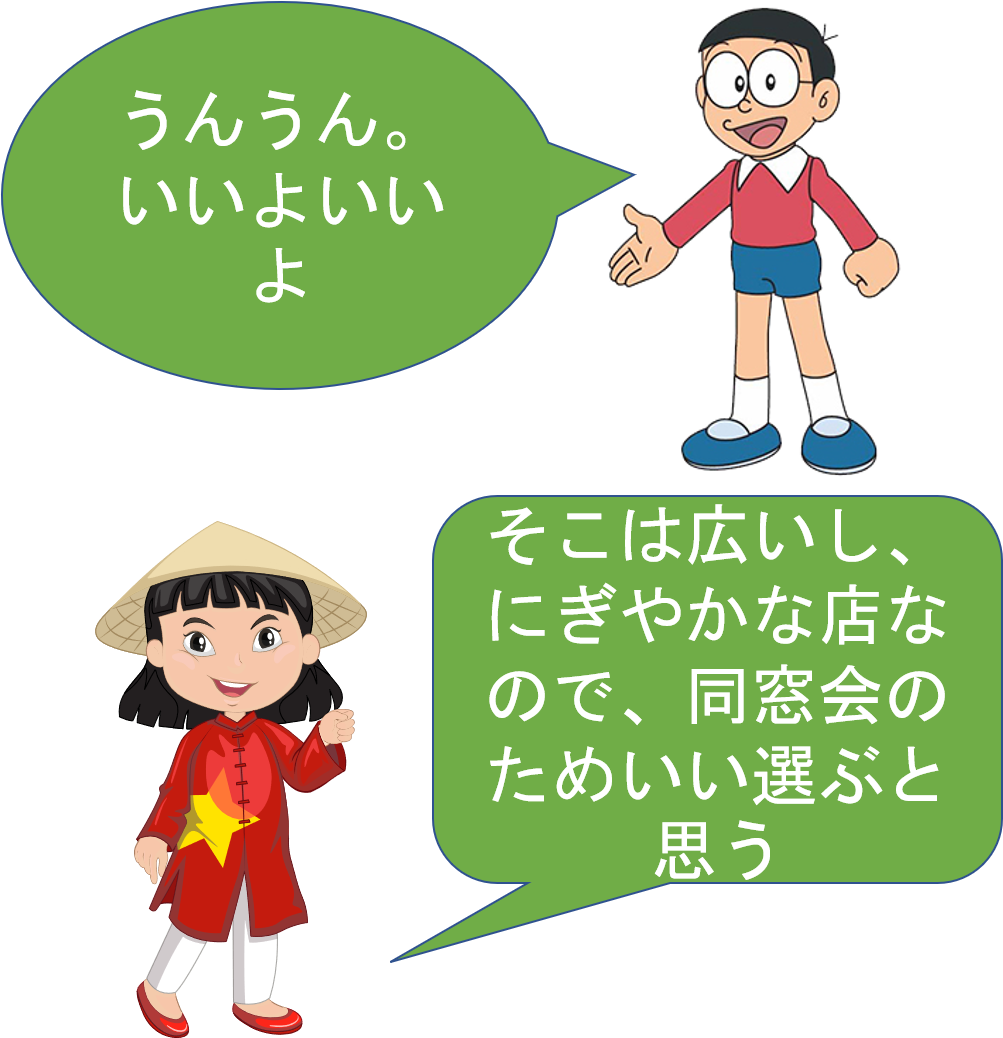 うんうん。
いいよいい
よ
そこは広いし、
にぎやかな店な
ので、同窓会の
ためいい選ぶと
思う